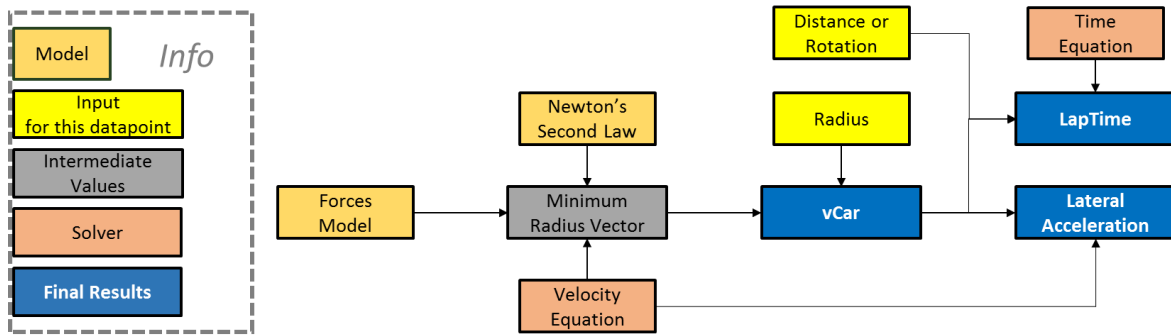 Info
Model
Input
for this datapoint
Intermediate
Values
Solver
Final Results
Distance or
Rotation
Time
Equation
Newton's
Second Law
Radius
LapTime
Forces
Model
Minimum
Radius Vector
vCar
Lateral
Acceleration
Velocity
Equation